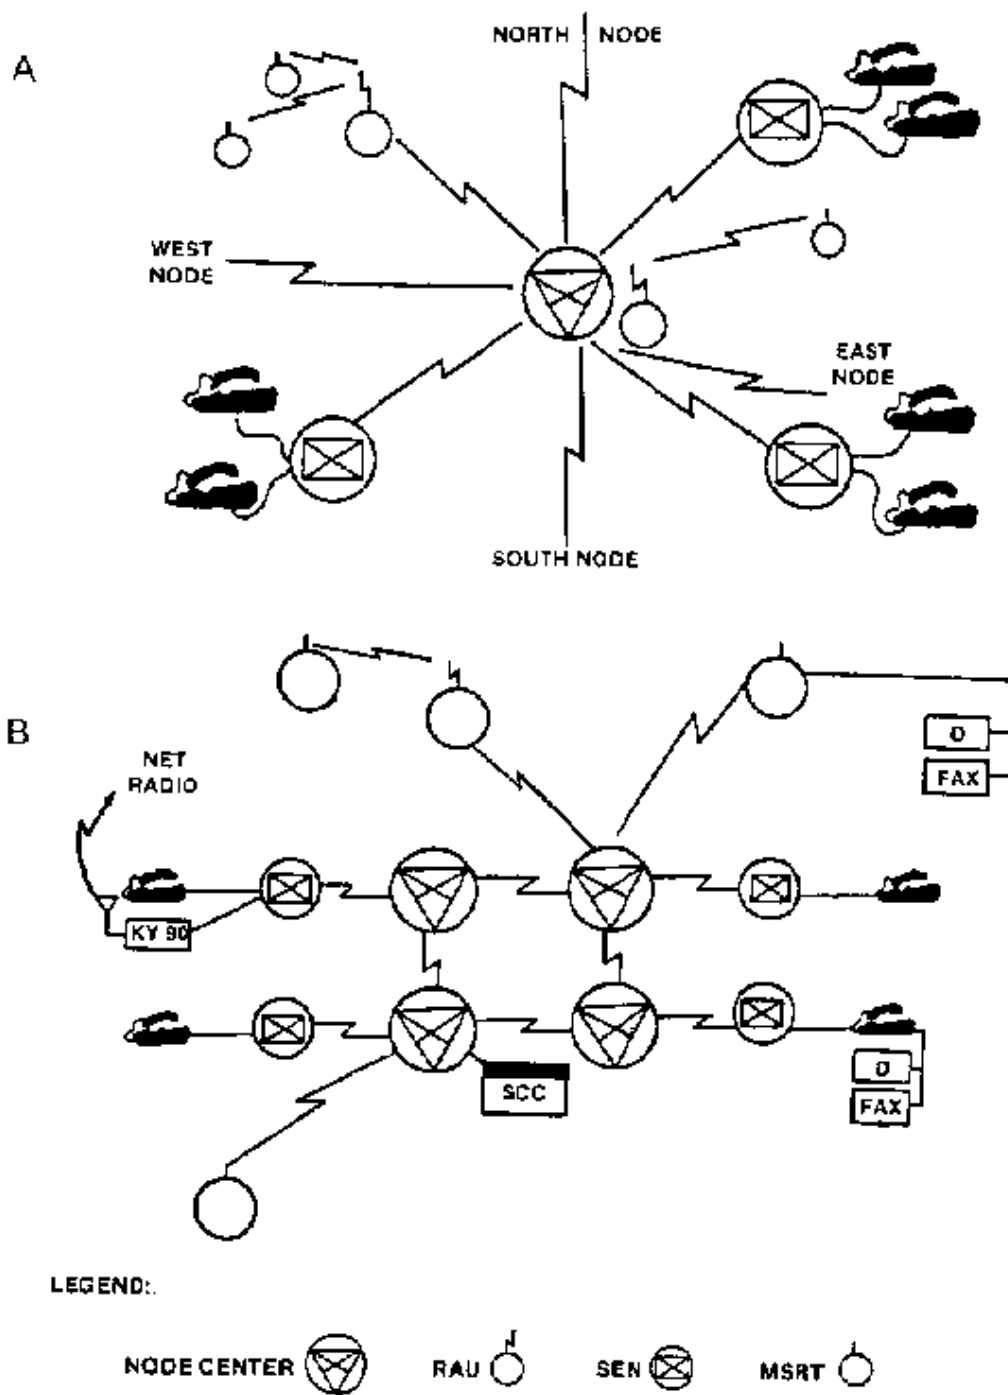 A
NORTH NODE
WEST
NODE
EAST
NODE
SOUTH NODE
B
NET
RADIO
D
FAX
KY 90
SCC
D
FAX
LEGEND:
NODE CENTER
RAU
SEN
MSRT